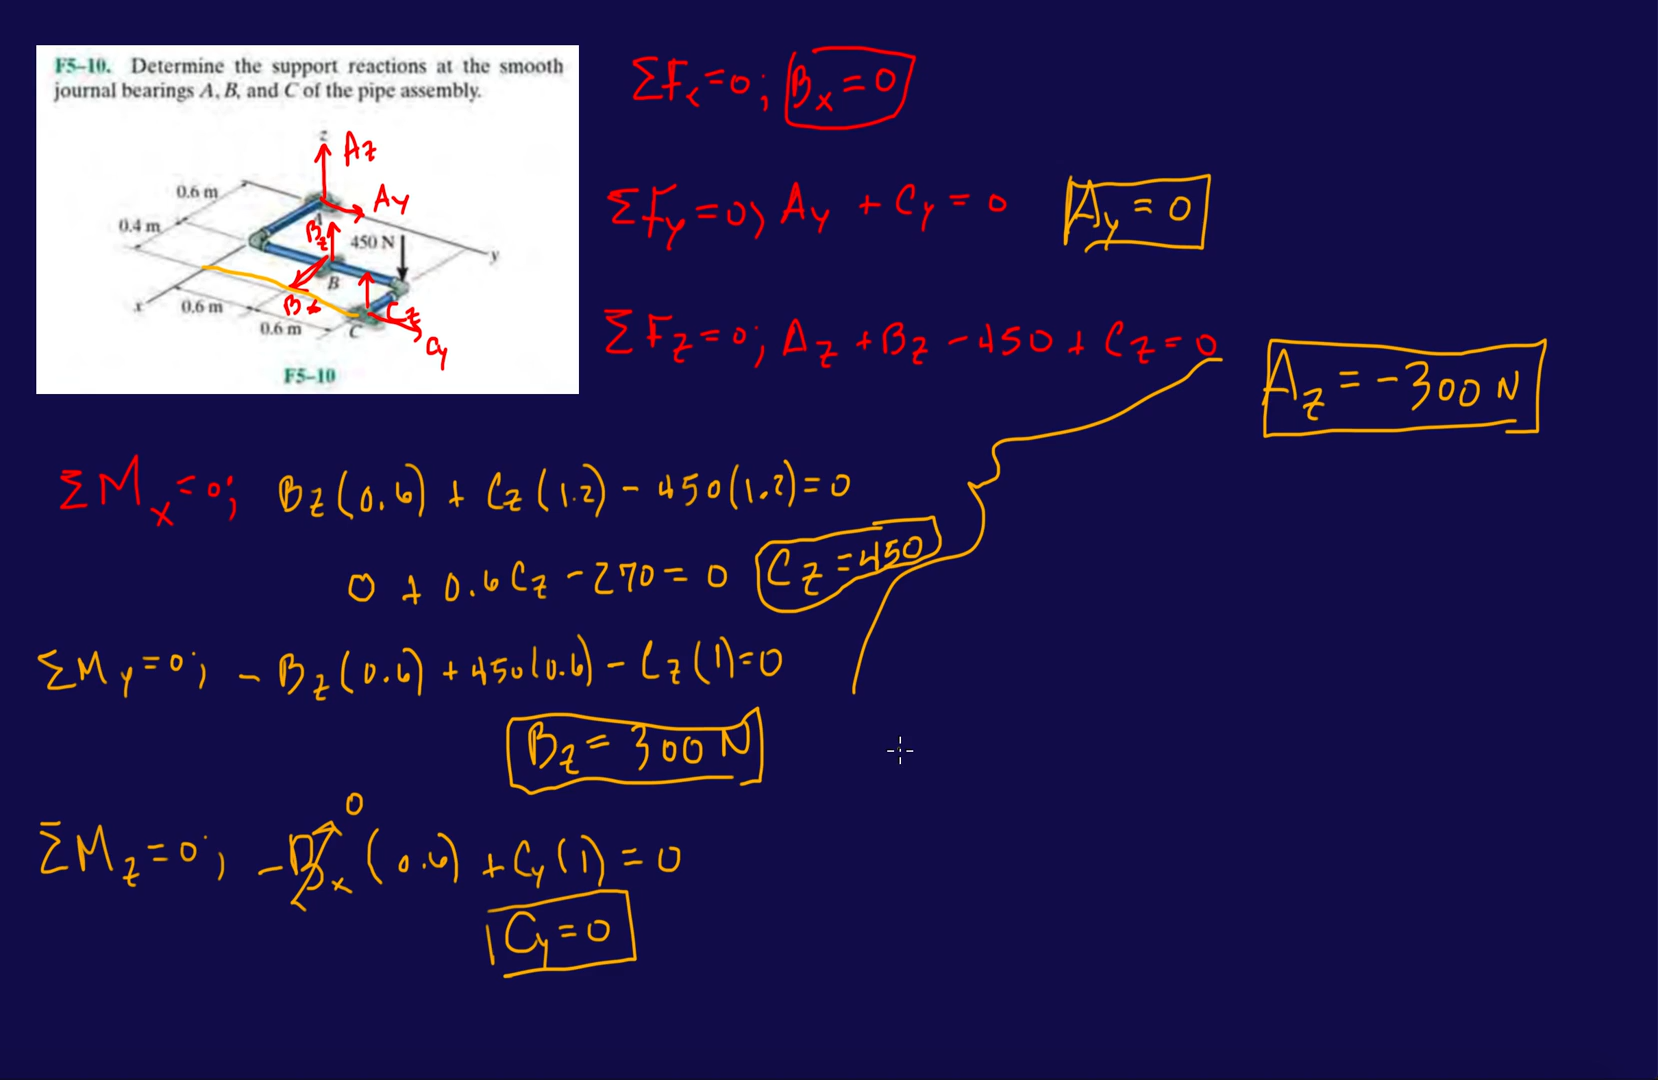 F5–10. Determine the support reactions at the smooth
journal bearings A, B, and C of the pipe assembly.
z
Az
0.6 m
Ay
0.4 m
A
Bz
450 N
y
B
x
0.6 m
Bx
Cz
0.6 m
C
Cy
F5–10
ΣFx=0; Bx=0
ΣFy=0; Ay + Cy = 0
Ay = 0
ΣFz=0; Az + Bz - 450 + Cz = 0
Az = -300 N
ΣMx=0; Bz(0.6) + Cz(1.2) - 450(1.2)=0
0 + 0.6Cz - 270 = 0
Cz = 450
ΣMy=0; - Bz(0.6) + 450(0.6) - Cz(1)=0
Bz = 300 N
0
ΣMz=0; -Bx(0.6) + Cy(1) = 0
Cy = 0